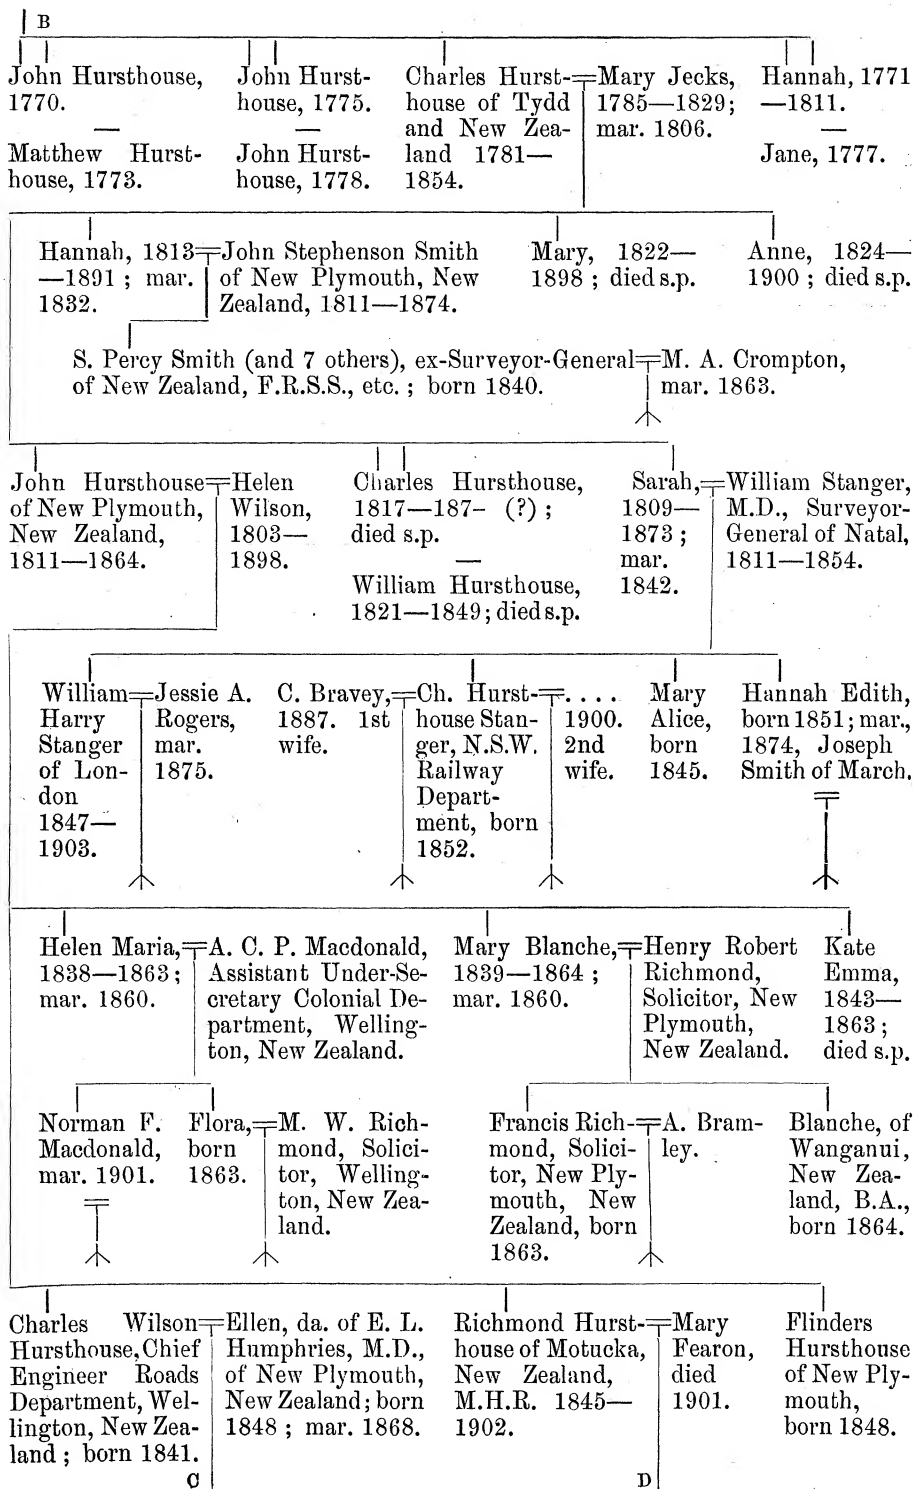 B
John Hursthouse,
1770.
—
Matthew Hurst-
house, 1773.
John Hurst-
house, 1775.
—
John Hurst-
house, 1778.
Charles Hurst-
house of Tydd
and New Zea-
land 1781—
1854.
Mary Jecks,
1785—1829;
mar. 1806.
Hannah, 1771
—1811.
—
Jane, 1777.
Hannah, 1813
—1891 ; mar.
1832.
John Stephenson Smith
of New Plymouth, New
Zealand, 1811—1874.
Mary, 1822—
1898 ; died s.p.
Anne, 1824—
1900 ; died s.p.
S. Percy Smith (and 7 others), ex-Surveyor-General
of New Zealand, F.R.S.S., etc. ; born 1840.
M. A. Crompton,
mar. 1863.
John Hursthouse
of New Plymouth,
New Zealand,
1811—1864.
Helen
Wilson,
1803—
1898.
Charles Hursthouse,
1817—187– (?) ;
died s.p.
—
William Hursthouse,
1821—1849; died s.p.
Sarah,
1809—
1873 ;
mar.
1842.
William Stanger,
M.D., Surveyor-
General of Natal,
1811—1854.
William
Harry
Stanger
of Lon-
don
1847—
1903.
Jessie A.
Rogers,
mar.
1875.
C. Bravey,
1887. 1st
wife.
Ch. Hurst-
house Stan-
ger, N.S.W.
Railway
Depart-
ment, born
1852.
. . . .
1900.
2nd
wife.
Mary
Alice,
born
1845.
Hannah Edith,
born 1851; mar.,
1874, Joseph
Smith of March.
Helen Maria,
1838—1863 ;
mar. 1860.
A. C. P. Macdonald,
Assistant Under-Se-
cretary Colonial De-
partment, Welling-
ton, New Zealand.
Mary Blanche,
1839—1864 ;
mar. 1860.
Henry Robert
Richmond,
Solicitor, New
Plymouth,
New Zealand.
Kate
Emma,
1843—
1863 ;
died s.p.
Norman F.
Macdonald,
mar. 1901.
Flora,
born
1863.
M. W. Rich-
mond, Solici-
tor, Welling-
ton, New Zea-
land.
Francis Rich-
mond, Solici-
tor, New Ply-
mouth, New
Zealand, born
1863.
A. Bram-
ley.
Blanche, of
Wanganui,
New Zea-
land, B.A.,
born 1864.
Charles Wilson
Hursthouse, Chief
Engineer Roads
Department, Wel-
lington, New Zea-
land ; born 1841.
C
Ellen, da. of E. L.
Humphries, M.D.,
of New Plymouth,
New Zealand; born
1848 ; mar. 1868.
Richmond Hurst-
house of Motucka,
New Zealand,
M.H.R. 1845—
1902.
D
Mary
Fearon,
died
1901.
Flinders
Hursthouse
of New Ply-
mouth,
born 1848.